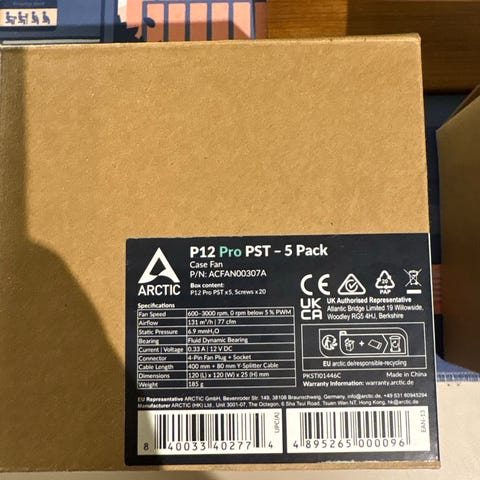 P12 Pro PST – 5 Pack
Case Fan
P/N: ACFAN00307A
ARCTIC
Box content:
P12 Pro PST x5, Screws x20
Specifications
Fan Speed 600–3000 rpm, 0 rpm below 5 % PWM
Airflow 131 m³/h | 77 cfm
Static Pressure 6.9 mmH₂O
Bearing Fluid Dynamic Bearing
Current | Voltage 0.33 A | 12 V DC
Connector 4-Pin Fan Plug + Socket
Cable Length 400 mm + 80 mm Y-Splitter Cable
Dimensions 120 (L) x 120 (W) x 25 (H) mm
Weight 185 g
CE
20
PAP
UK
CA
UK Authorised Representative
Atlantic Bridge Limited 19 Willowside,
Woodley RG5 4HJ, Berkshire
EU arctic.de/responsible-recycling
PKSTI01446C Made in China
Warranty Information: warranty.arctic.de
EU Representative ARCTIC GmbH, Bevenroder Str. 149, 38108 Braunschweig, Germany, info@arctic.de, +49 531 60945294
Manufacturer ARCTIC (HK) Ltd., Unit 3001-07, The Octagon, 6 Sha Tsui Road, Tsuen Wan NT, Hong Kong, hk@arctic.de
UPC(A)
8 40033 40277 4
EAN-13
4 895265 000096